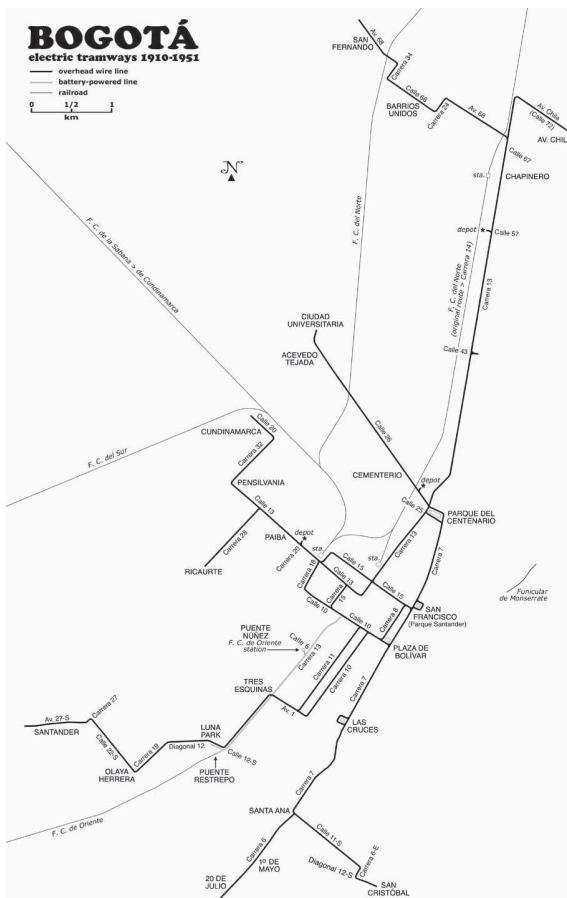 BOGOTÁ
electric tramways 1910-1951
overhead wire line
battery-powered line
railroad
0 1/2 1
km
N
Av. 68
SAN
FERNANDO
Carrera 34
Calle 66
BARRIOS
UNIDOS
Carrera 24
Av. 68
Av. Chile
(Calle 72)
AV. CHIL
Calle 67
sta.
CHAPINERO
depot
Calle 57
F. C. del Norte
F. C. del Norte
(original route > Carrera 14)
Carrera 13
F. C. de la Sabana > de Cundinamarca
CIUDAD
UNIVERSITARIA
ACEVEDO
TEJADA
Calle 43
Calle 26
Calle 20
CUNDINAMARCA
Carrera 32
F. C. del Sur
CEMENTERIO
depot
PENSILVANIA
Calle 13
Calle 25
PARQUE DEL
CENTENARIO
PAIBA
depot
Carrera 20
Carrera 28
RICAURTE
sta.
sta.
Carrera 13
Carrera 7
Carrera 18
Calle 15
Calle 13
Carrera
15
Calle 15
Calle 10
Calle 10
Carrera 8
SAN
FRANCISCO
(Parque Santander)
Funicular
de Monserrate
PLAZA DE
BOLÍVAR
PUENTE
NÚÑEZ
F. C. de Oriente
station
Calle 6
Carrera 13
Carrera 11
Carrera 10
Carrera 7
TRES
ESQUINAS
Av. 1
LAS
CRUCES
Av. 27-S
SANTANDER
Carrera 27
Calle 22-S
OLAYA
HERRERA
Carrera 19
Diagonal 12
LUNA
PARK
Calle 12-S
PUENTE
RESTREPO
F. C. de Oriente
Carrera 7
SANTA ANA
Calle 11-S
Carrera 6
1º DE
MAYO
20 DE
JULIO
Diagonal 12-S
Carrera 6-E
SAN
CRISTÓBAL